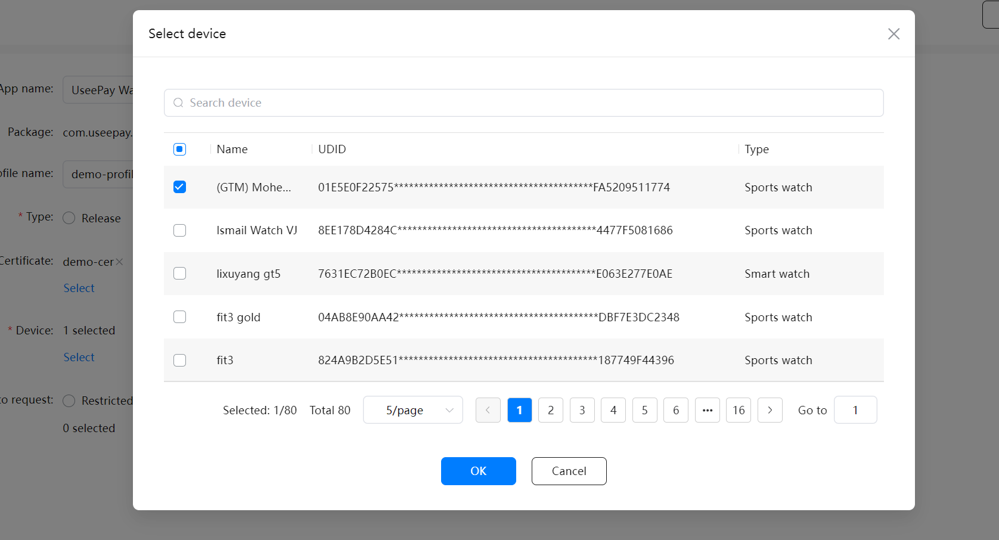 Select device
Search device
Name UDID Type
(GTM) Mohe... 01E5E0F22575****************************************FA5209511774 Sports watch
Ismail Watch VJ 8EE178D4284C****************************************4477F5081686 Sports watch
lixuyang gt5 7631EC72B0EC****************************************E063E277E0AE Smart watch
fit3 gold 04AB8E90AA42****************************************DBF7E3DC2348 Sports watch
fit3 824A9B2D5E51****************************************187749F44396 Sports watch
Selected: 1/80 Total 80 5/page 1 2 3 4 5 6 ••• 16 Go to 1
OK Cancel
App name: UseePay Wa
Package: com.useepay.
ofile name: demo-profil
* Type: Release
Certificate: demo-cer
Select
* Device: 1 selected
Select
to request: Restricted
0 selected